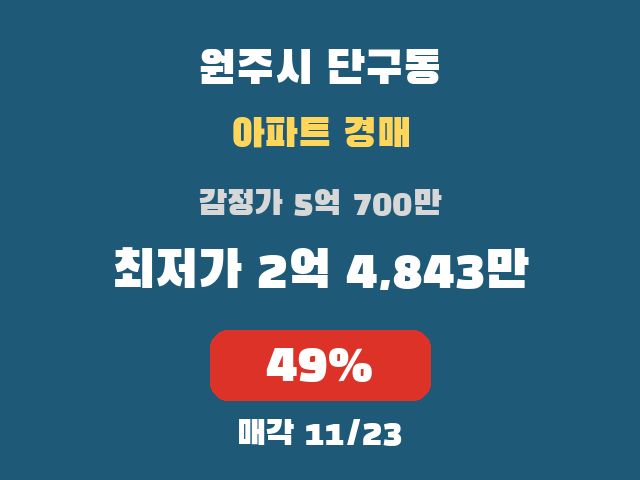 원주시 단구동
아파트 경매
감정가 5억 700만
최저가 2억 4,843만
49%
매각 11/23